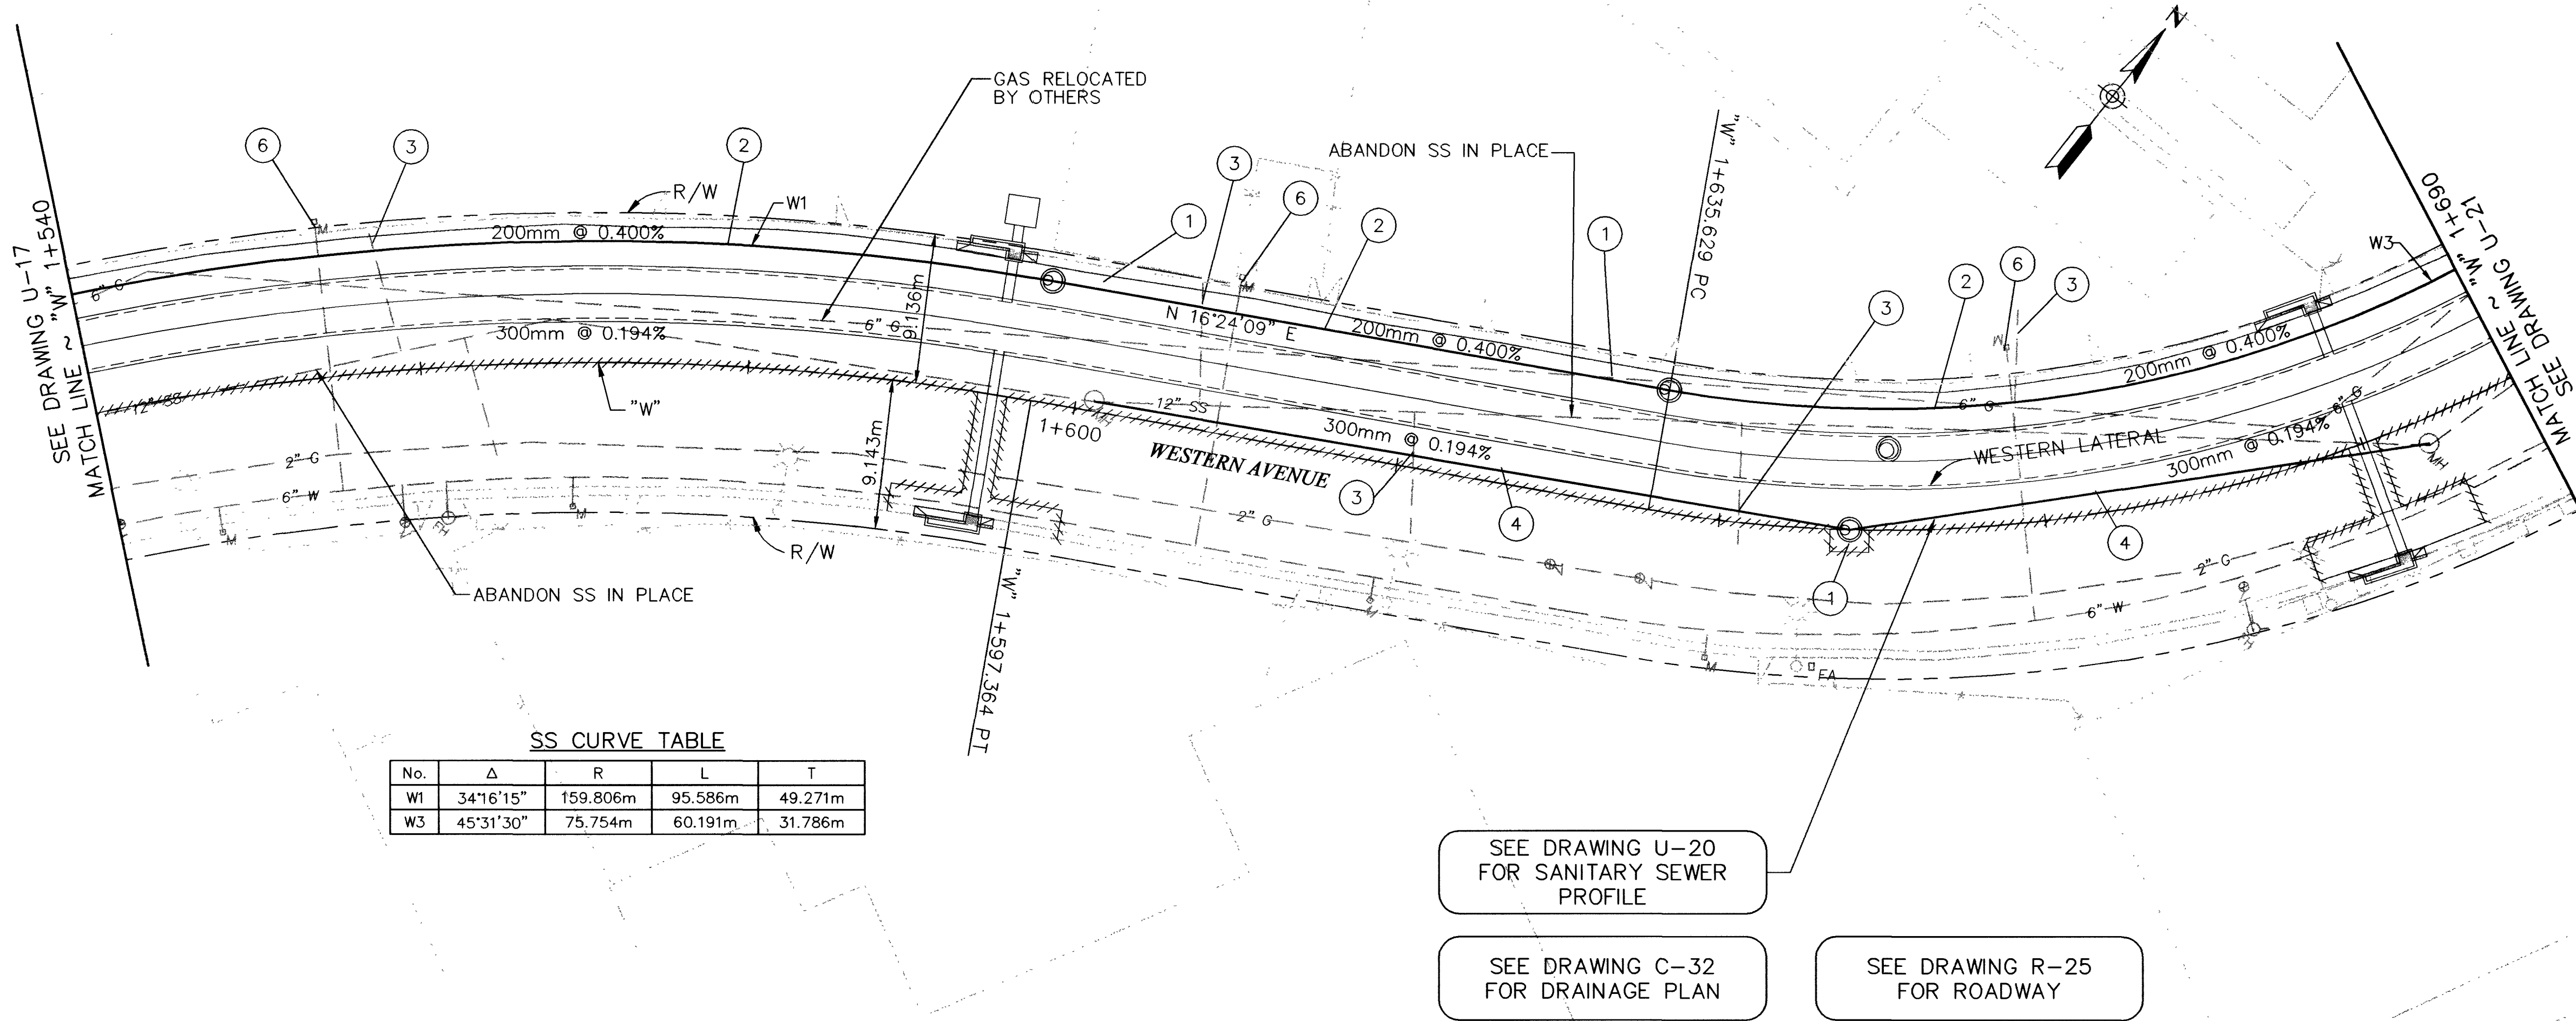 GAS RELOCATED
BY OTHERS
N
6
3
2
R/W
W1
3
6
1
2
ABANDON SS IN PLACE
1
"W" 1+635.629 PC
6
3
2
3
W3
SEE DRAWING U-17
MATCH LINE ~ "W" 1+540
MATCH LINE ~ "W" 1+690
SEE DRAWING U-21
M
200mm @ 0.400%
6" G
6" G
9.136m
300mm @ 0.194%
N 16°24'09" E
M
200mm @ 0.400%
200mm @ 0.400%
6" G
6" G
12" SS
"W"
12" SS
1+600
300mm @ 0.194%
WESTERN AVENUE
WESTERN LATERAL
300mm @ 0.194%
MH
9.143m
2" G
6" W
M
M
R/W
3
4
2" G
1
4
2" G
6" W
M
M
EA
ABANDON SS IN PLACE
"W" 1+597.364 PT
SS CURVE TABLE
No. Δ R L T
W1 34°16'15" 159.806m 95.586m 49.271m
W3 45°31'30" 75.754m 60.191m 31.786m
SEE DRAWING U-20
FOR SANITARY SEWER
PROFILE
SEE DRAWING C-32
FOR DRAINAGE PLAN
SEE DRAWING R-25
FOR ROADWAY